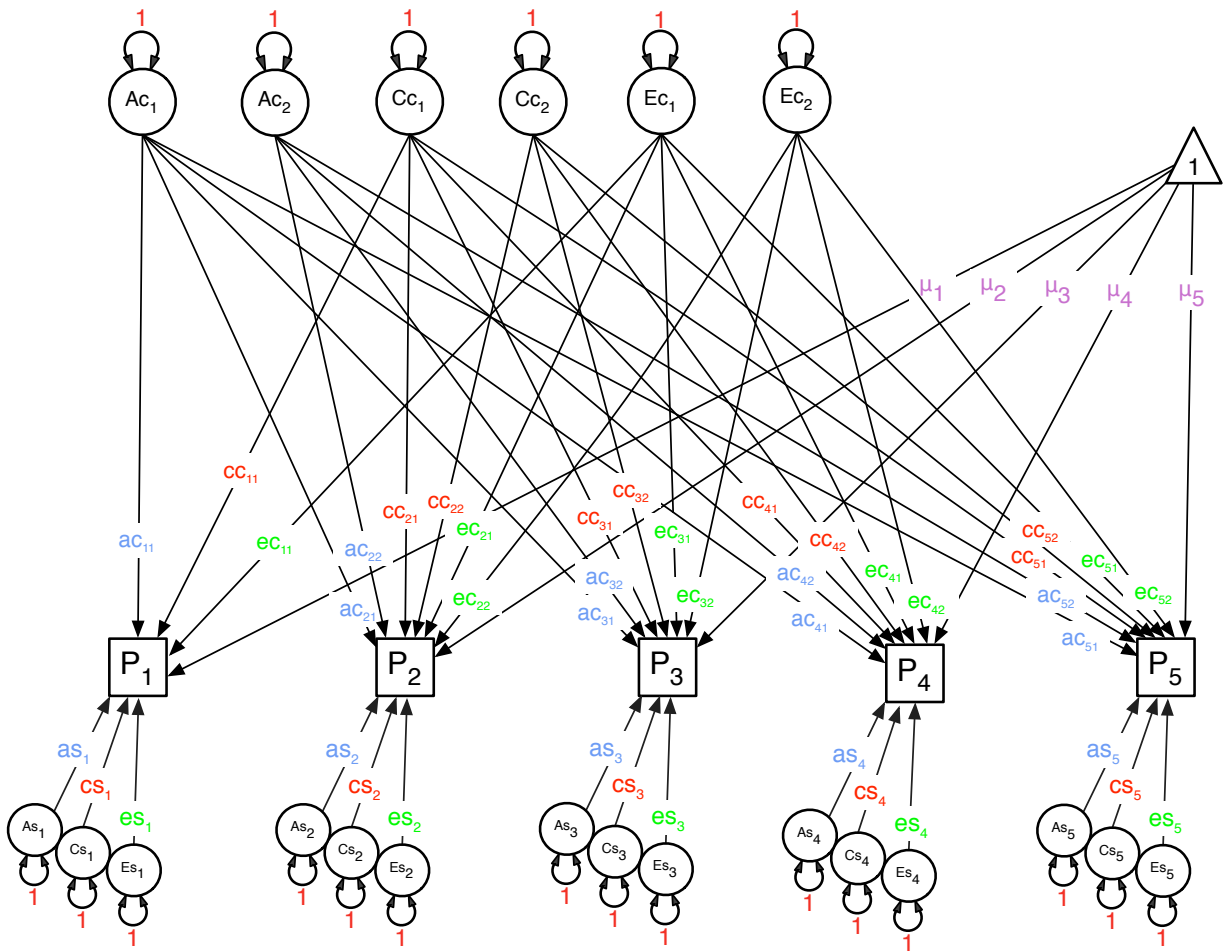 1 1 1 1 1 1
Ac₁ Ac₂ Cc₁ Cc₂ Ec₁ Ec₂
1
μ₁ μ₂ μ₃ μ₄ μ₅
cc₁₁ cc₂₁ cc₂₂ cc₃₁ cc₃₂ cc₄₁ cc₄₂ cc₅₂ cc₅₁
ac₁₁ ec₁₁ ac₂₂ ec₂₁ ec₃₁ ec₄₁ ec₅₁
ac₂₁ ec₂₂ ac₃₂ ac₃₁ ec₃₂ ac₄₂ ac₄₁ ec₄₂ ac₅₂ ac₅₁ ec₅₂
P₁ P₂ P₃ P₄ P₅
as₁ as₂ as₃ as₄ as₅
cs₁ cs₂ cs₃ cs₄ cs₅
es₁ es₂ es₃ es₄ es₅
As₁ As₂ As₃ As₄ As₅
Cs₁ Cs₂ Cs₃ Cs₄ Cs₅
Es₁ Es₂ Es₃ Es₄ Es₅
1 1 1 1 1
1 1 1 1 1
1 1 1 1 1